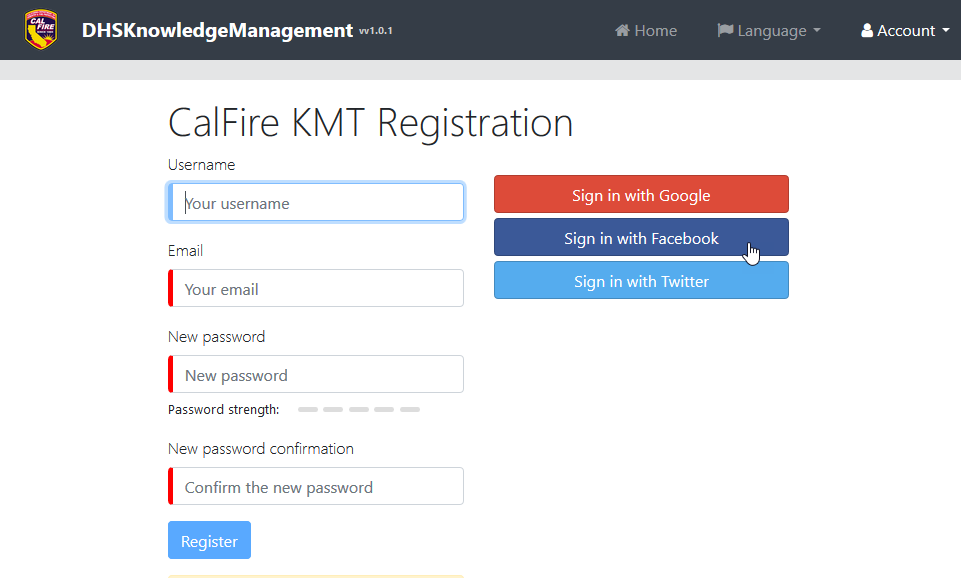 CAL
FIRE
DHSKnowledgeManagement vv1.0.1
Home
Language
Account
CalFire KMT Registration
Username
Your username
Email
Your email
New password
New password
Password strength:
New password confirmation
Confirm the new password
Register
Sign in with Google
Sign in with Facebook
Sign in with Twitter